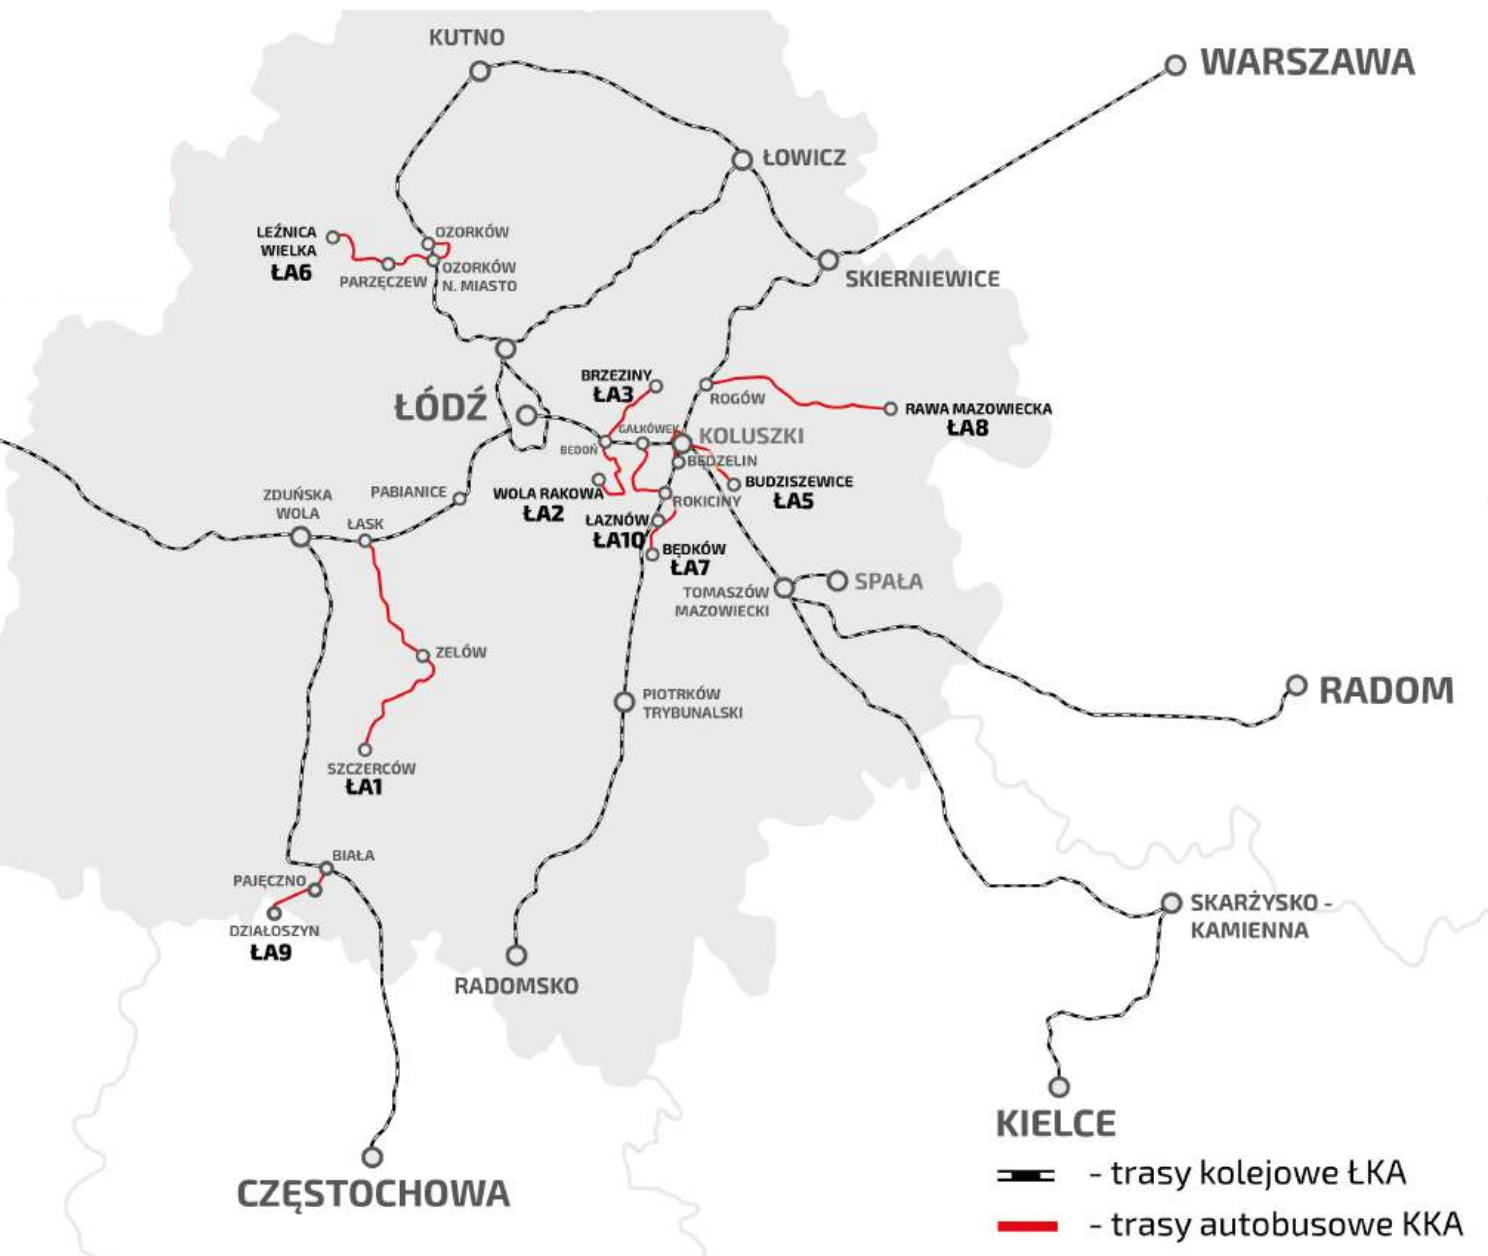 KUTNO
WARSZAWA
ŁOWICZ
LEŹNICA
WIELKA
ŁA6
OZORKÓW
PARZĘCZEW
OZORKÓW
N. MIASTO
SKIERNIEWICE
BRZEZINY
ŁA3
ŁÓDŹ
ROGÓW
RAWA MAZOWIECKA
ŁA8
GAŁKÓWEK
KOLUSZKI
BEDOŃ
BĘDZELIN
BUDZISZEWICE
ŁA5
ZDUŃSKA
WOLA
PABIANICE
WOLA RAKOWA
ŁA2
ROKICINY
ŁASK
ŁAZNÓW
ŁA10
BĘDKÓW
ŁA7
TOMASZÓW
MAZOWIECKI
SPAŁA
ZELÓW
PIOTRKÓW
TRYBUNALSKI
RADOM
SZCZERCÓW
ŁA1
BIAŁA
PAJĘCZNO
DZIAŁOSZYN
ŁA9
SKARŻYSKO -
KAMIENNA
RADOMSKO
KIELCE
CZĘSTOCHOWA
- trasy kolejowe ŁKA
- trasy autobusowe KKA